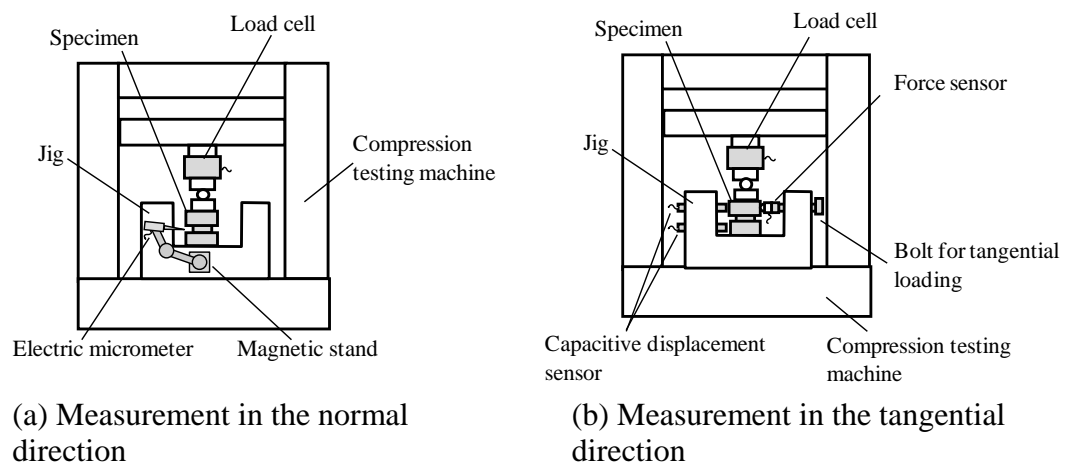 Specimen
Load cell
Jig
Compression
testing machine
Electric micrometer
Magnetic stand
(a) Measurement in the normal
direction
Specimen
Load cell
Force sensor
Jig
Bolt for tangential
loading
Capacitive displacement
sensor
Compression testing
machine
(b) Measurement in the tangential
direction